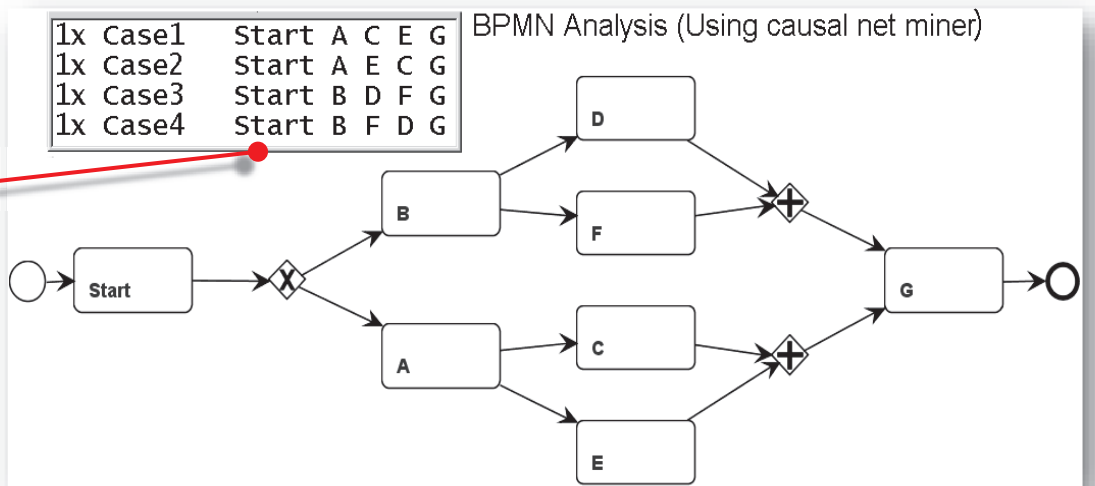 1x Case1 Start A C E G
1x Case2 Start A E C G
1x Case3 Start B D F G
1x Case4 Start B F D G
BPMN Analysis (Using causal net miner)
D
B
F
Start
X
G
A
C
E